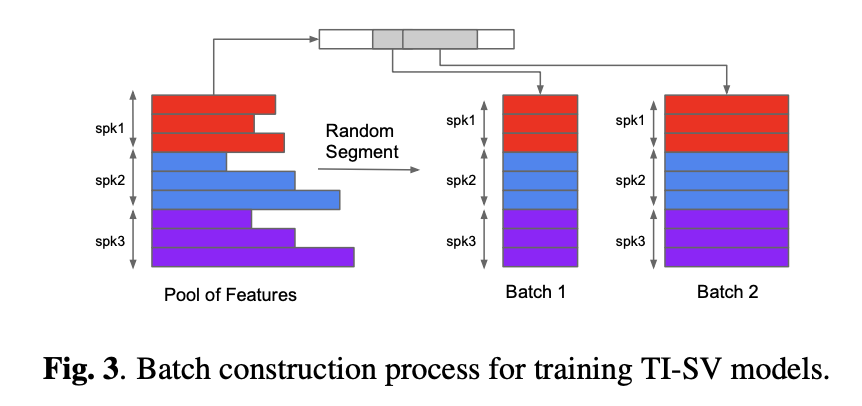 spk1
spk2
spk3
Pool of Features
Random
Segment
spk1
spk2
spk3
Batch 1
spk1
spk2
spk3
Batch 2
Fig. 3. Batch construction process for training TI-SV models.